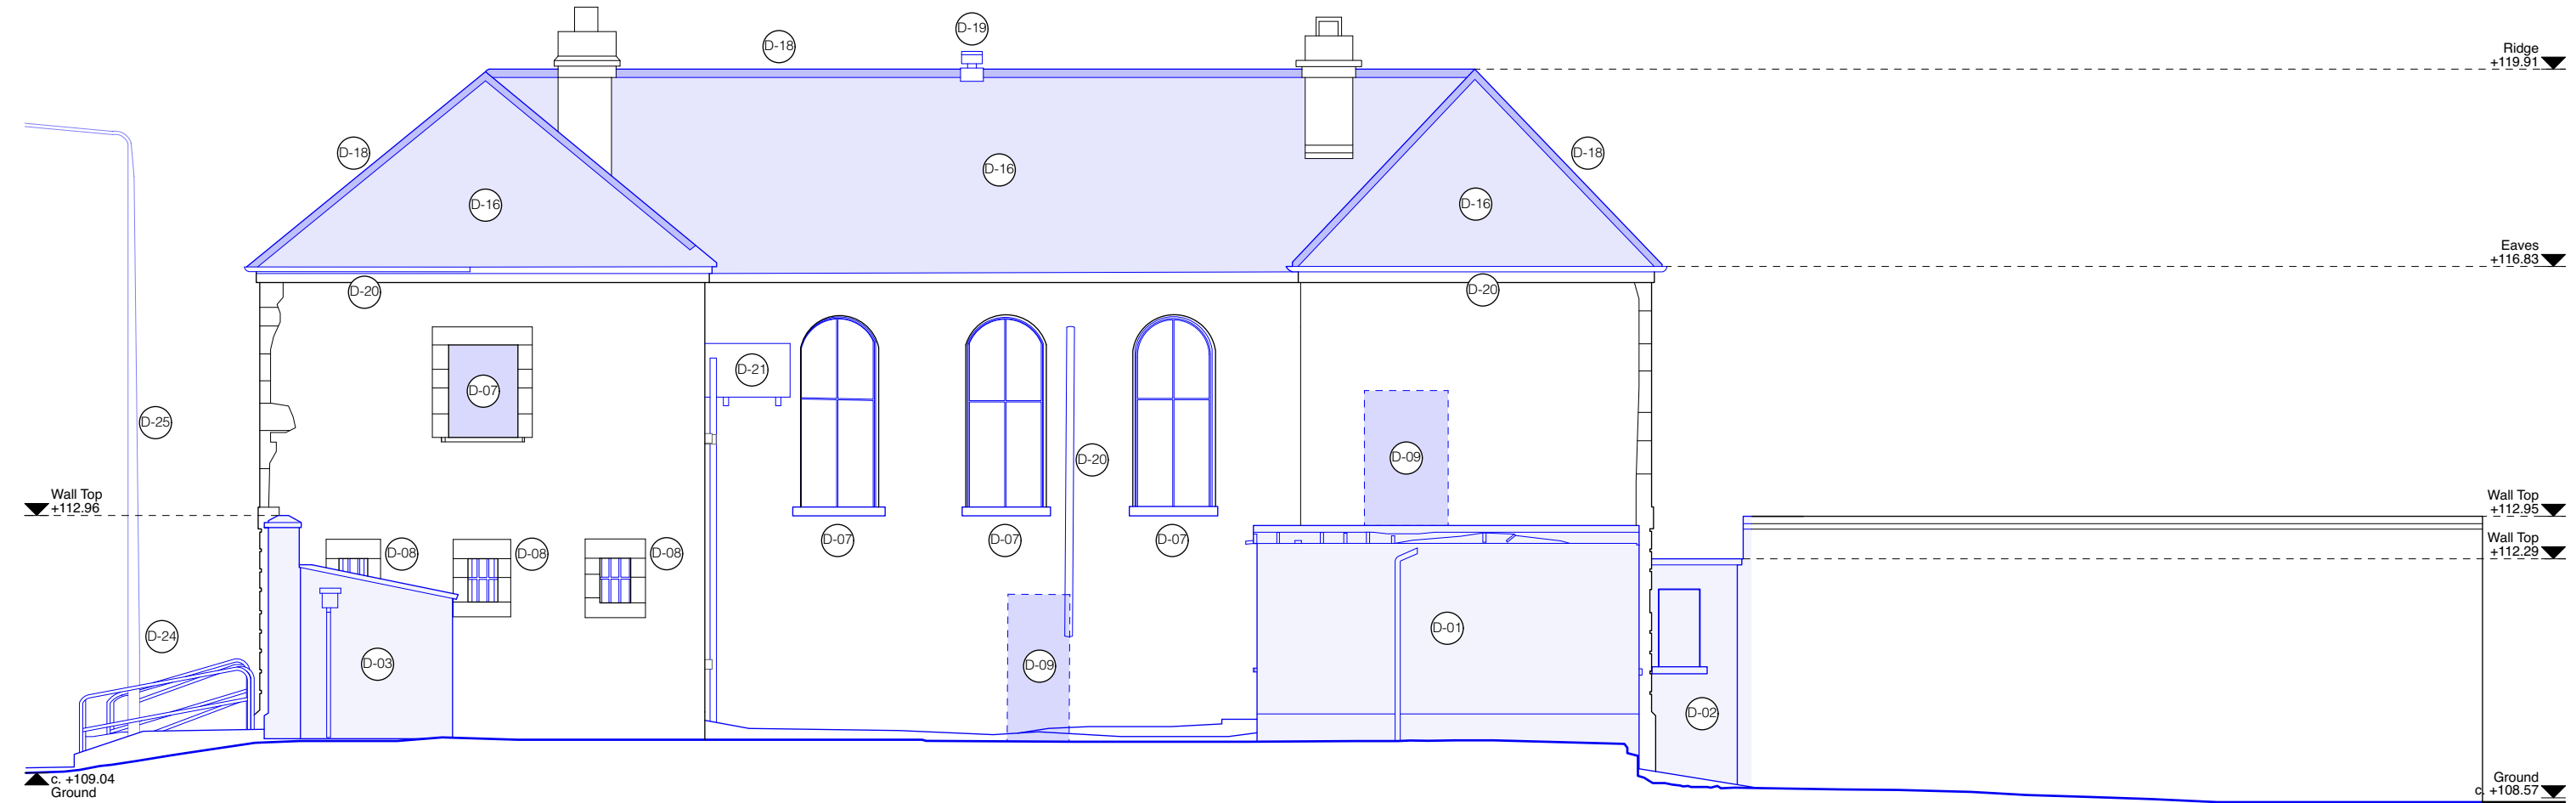 D-19
D-18
Ridge
+119.91
D-18
D-18
D-16
D-16
D-16
Eaves
+116.83
D-20
D-20
D-21
D-07
D-25
D-20
D-09
Wall Top
+112.96
Wall Top
+112.95
D-08
D-08
D-08
D-07
D-07
D-07
Wall Top
+112.29
D-24
D-03
D-09
D-01
D-02
c. +109.04
Ground
Ground
c. +108.57